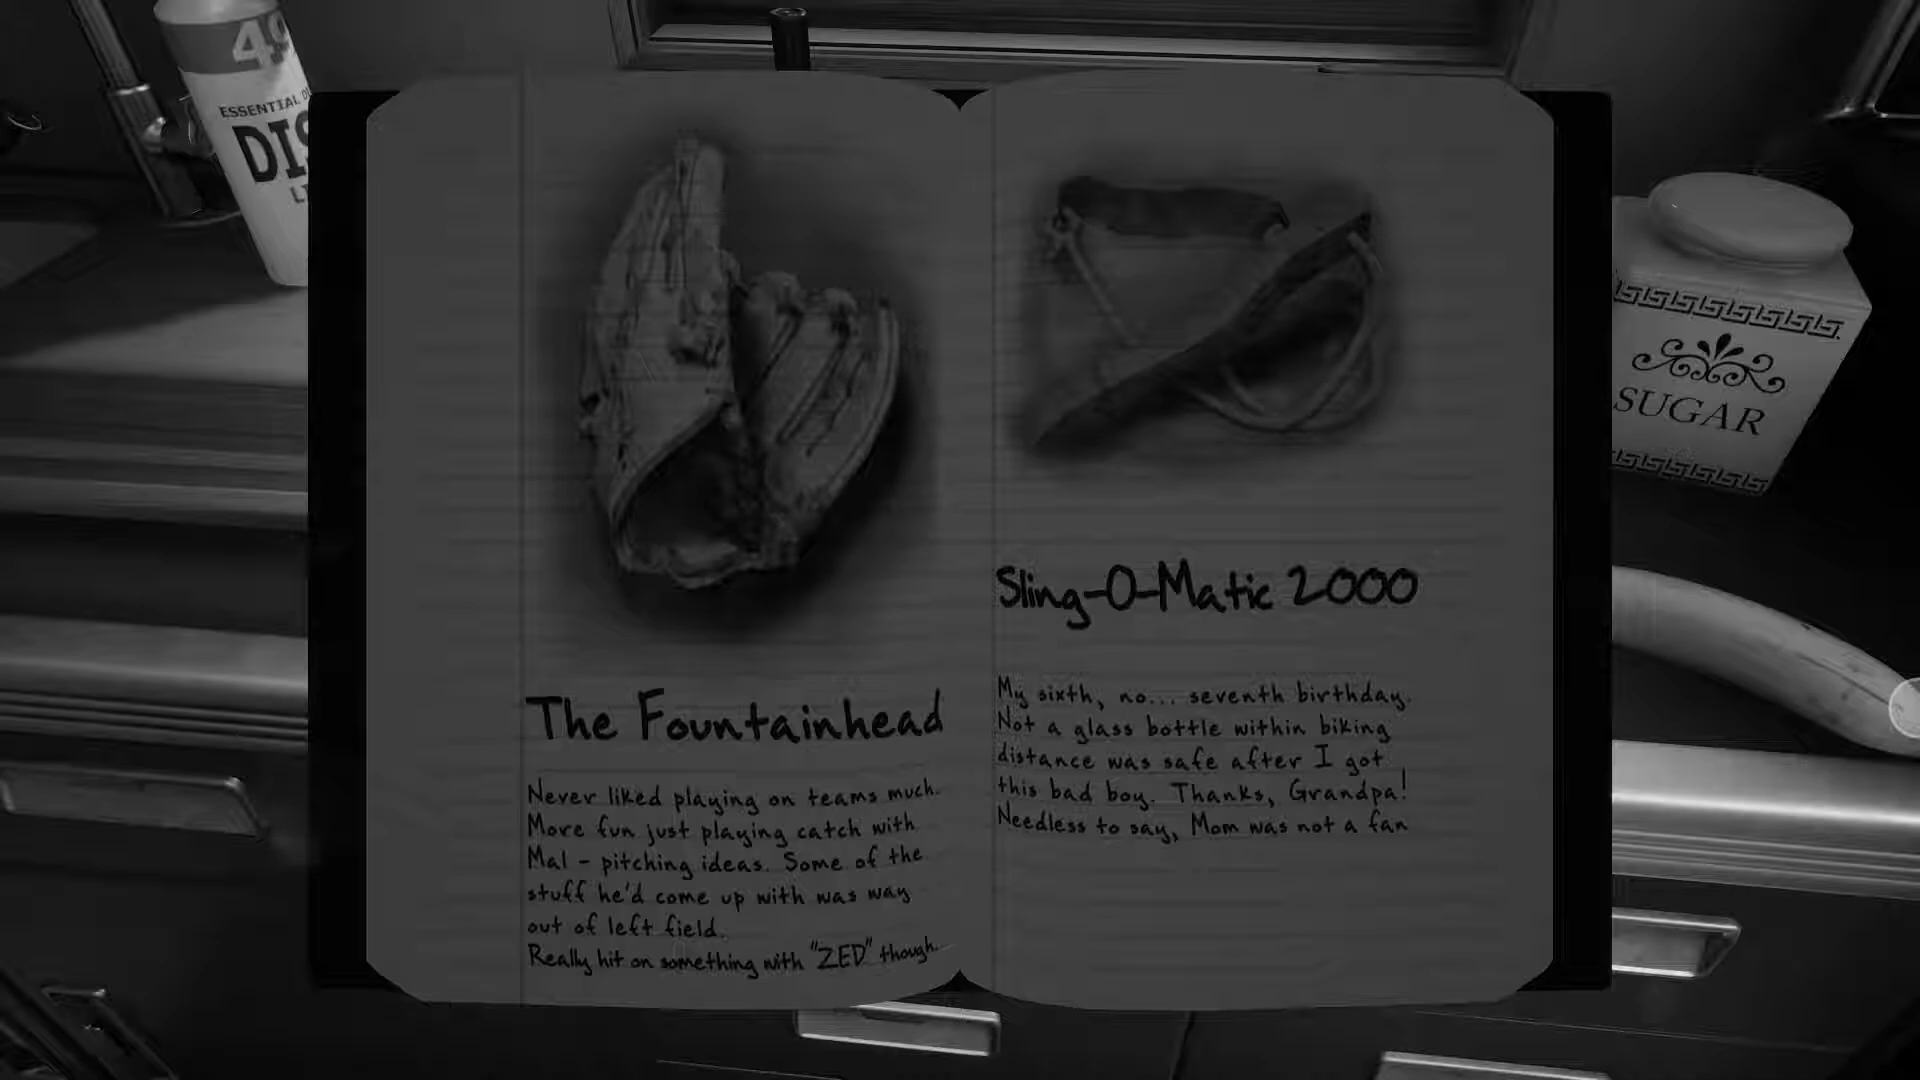 49
ESSENTIAL
The Fountainhead
Never liked playing on teams much.
More fun just playing catch with
Mal - pitching ideas. Some of the
stuff he'd come up with was way
out of left field.
Really hit on something with "ZED" though.
Sling-O-Matic 2000
My sixth, no... seventh birthday.
Not a glass bottle within biking
distance was safe after I got
this bad boy. Thanks, Grandpa!
Needless to say, Mom was not a fan
SUGAR